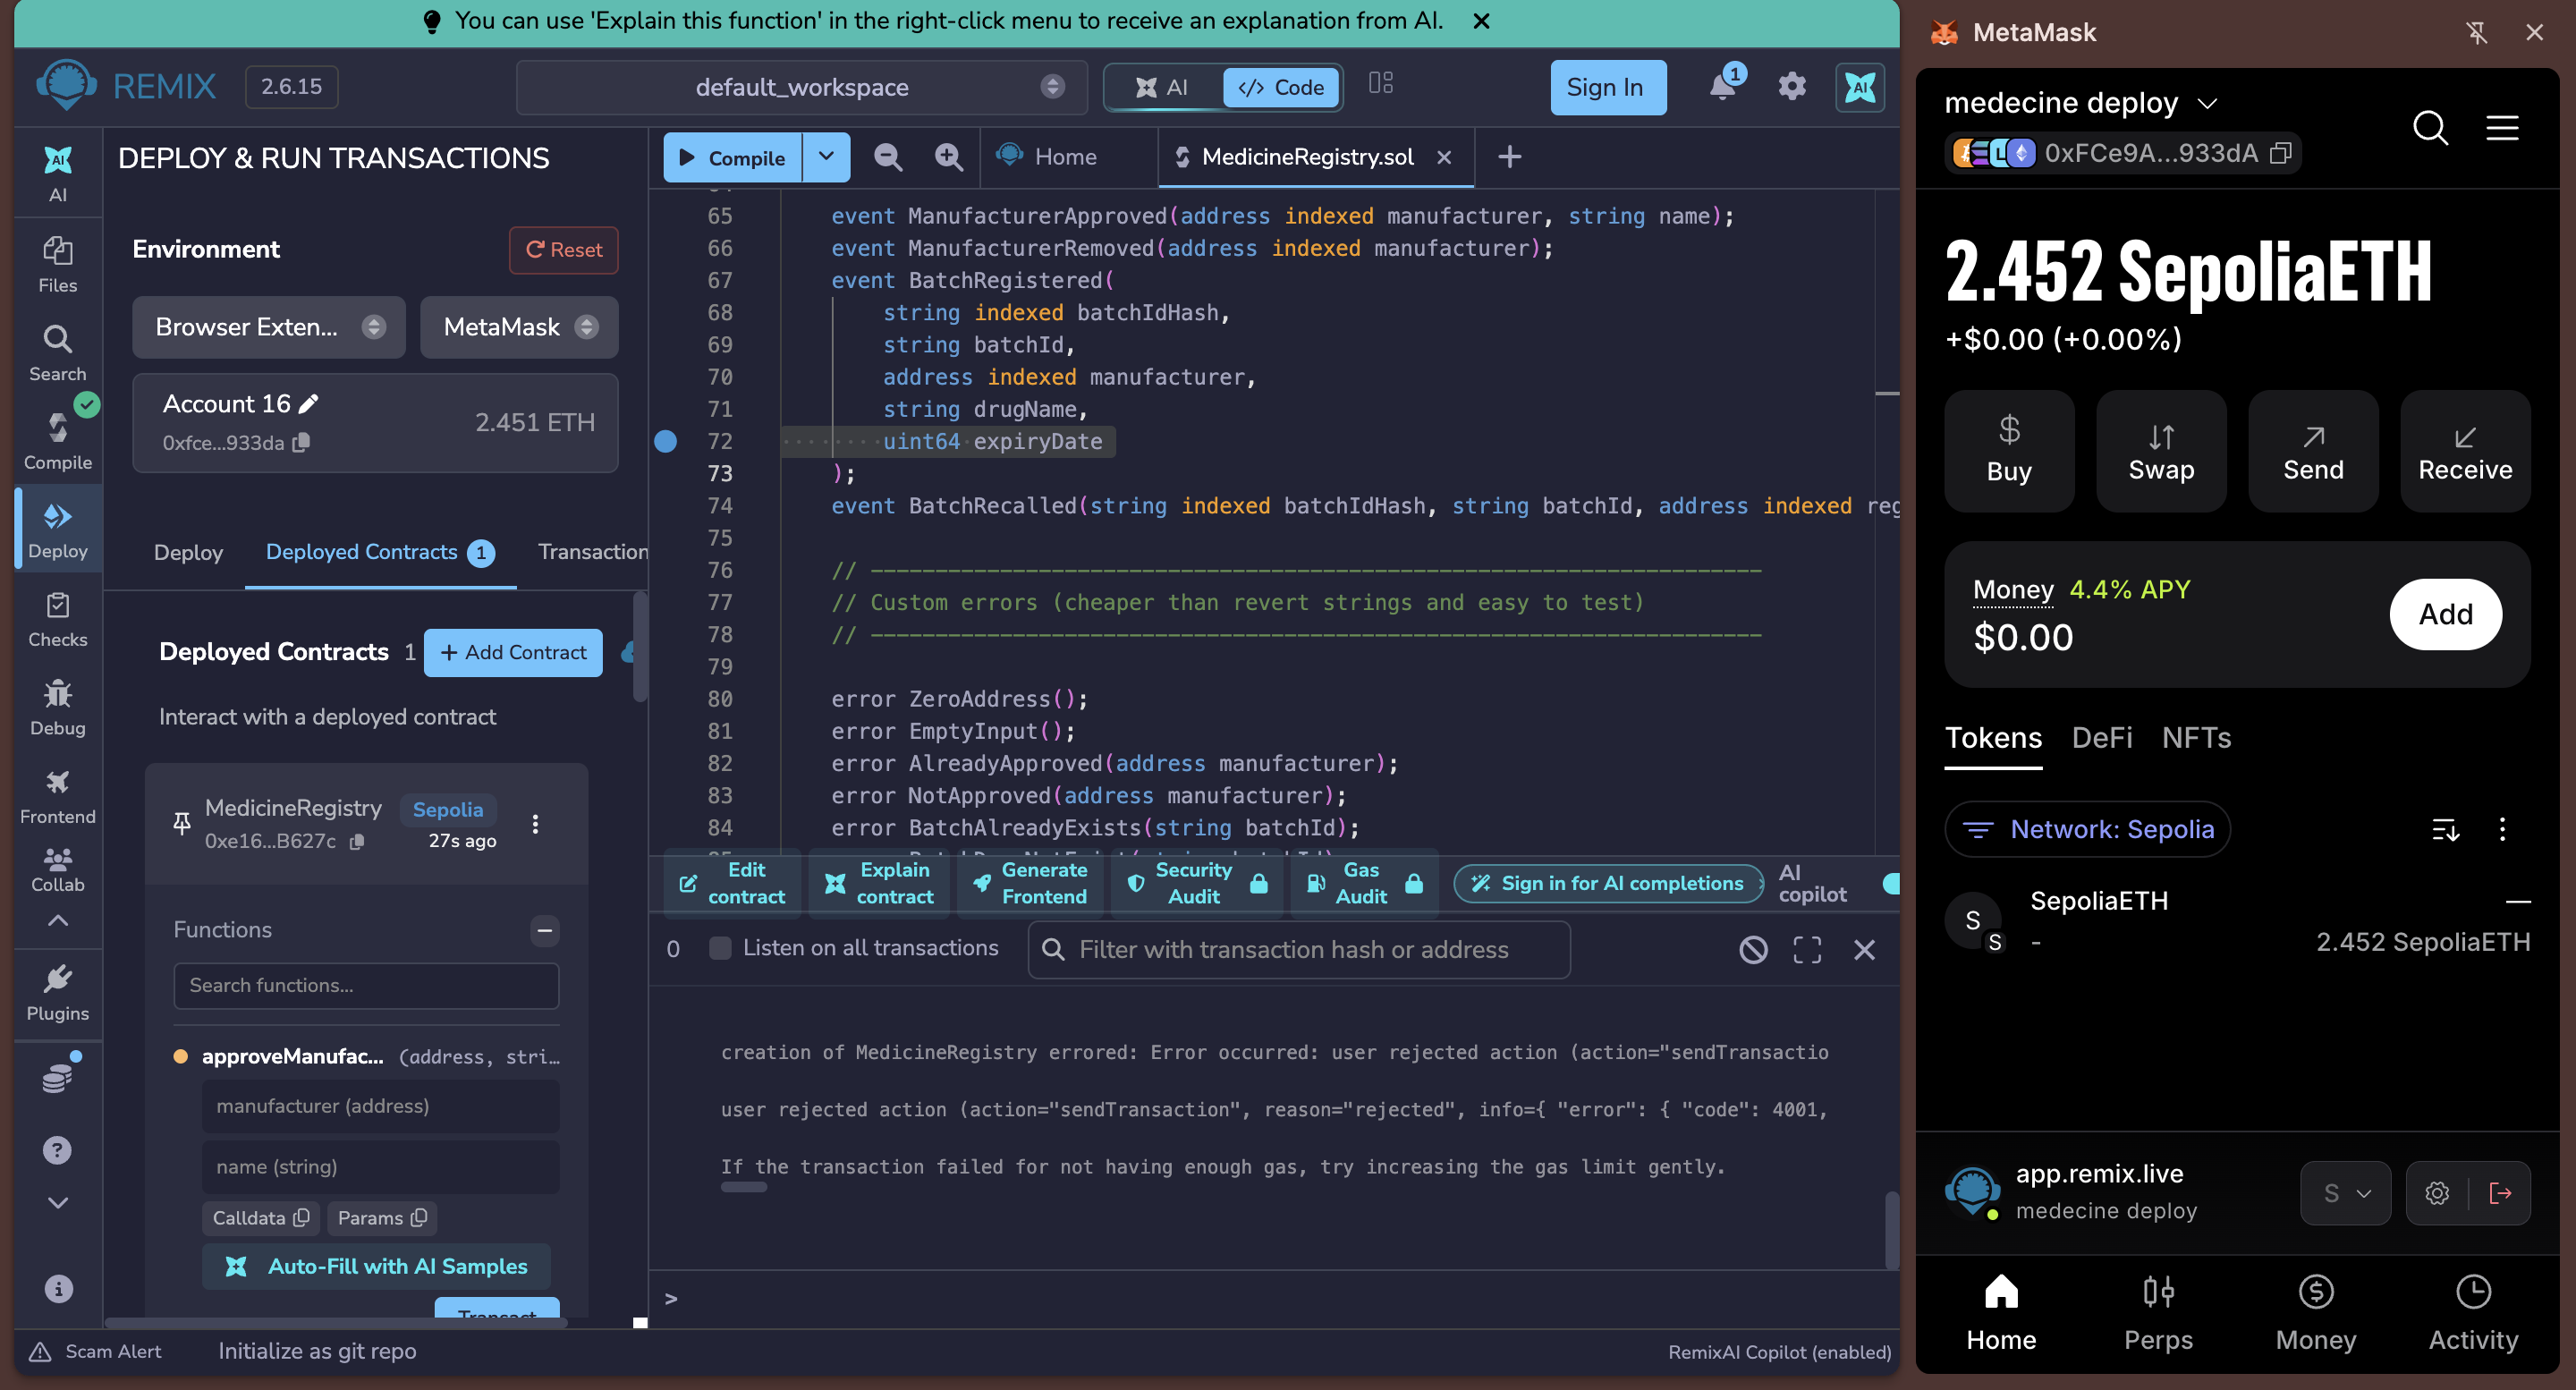 You can use 'Explain this function' in the right-click menu to receive an explanation from AI.
REMIX 2.6.15 default_workspace AI </> Code Sign In 1 AI
AI
Files
Search
Compile
Deploy
Checks
Debug
Frontend
Collab
Plugins
DEPLOY & RUN TRANSACTIONS
Environment Reset
Browser Exten... MetaMask
Account 16
0xfce...933da 2.451 ETH
Deploy Deployed Contracts 1 Transaction
Deployed Contracts 1 + Add Contract
Interact with a deployed contract
MedicineRegistry Sepolia
0xe16...B627c 27s ago
Functions
Search functions...
approveManufac... (address, stri...
manufacturer (address)
name (string)
Calldata Params
Auto-Fill with AI Samples
Transact
Compile Home MedicineRegistry.sol
65 event ManufacturerApproved(address indexed manufacturer, string name);
66 event ManufacturerRemoved(address indexed manufacturer);
67 event BatchRegistered(
68 string indexed batchIdHash,
69 string batchId,
70 address indexed manufacturer,
71 string drugName,
72 uint64 expiryDate
73 );
74 event BatchRecalled(string indexed batchIdHash, string batchId, address indexed reg
75
76 // ---------------------------------------------------------------------
77 // Custom errors (cheaper than revert strings and easy to test)
78 // ---------------------------------------------------------------------
79
80 error ZeroAddress();
81 error EmptyInput();
82 error AlreadyApproved(address manufacturer);
83 error NotApproved(address manufacturer);
84 error BatchAlreadyExists(string batchId);
Edit contract
Explain contract
Generate Frontend
Security Audit
Gas Audit
Sign in for AI completions
AI copilot
0 Listen on all transactions Filter with transaction hash or address
creation of MedicineRegistry errored: Error occurred: user rejected action (action="sendTransactio
user rejected action (action="sendTransaction", reason="rejected", info={ "error": { "code": 4001,
If the transaction failed for not having enough gas, try increasing the gas limit gently.
>
Scam Alert Initialize as git repo RemixAI Copilot (enabled)
MetaMask
medecine deploy
0xFCe9A...933dA
2.452 SepoliaETH
+$0.00 (+0.00%)
Buy Swap Send Receive
Money 4.4% APY
$0.00
Add
Tokens DeFi NFTs
Network: Sepolia
S S SepoliaETH —
- 2.452 SepoliaETH
app.remix.live
medecine deploy
S
Home Perps Money Activity